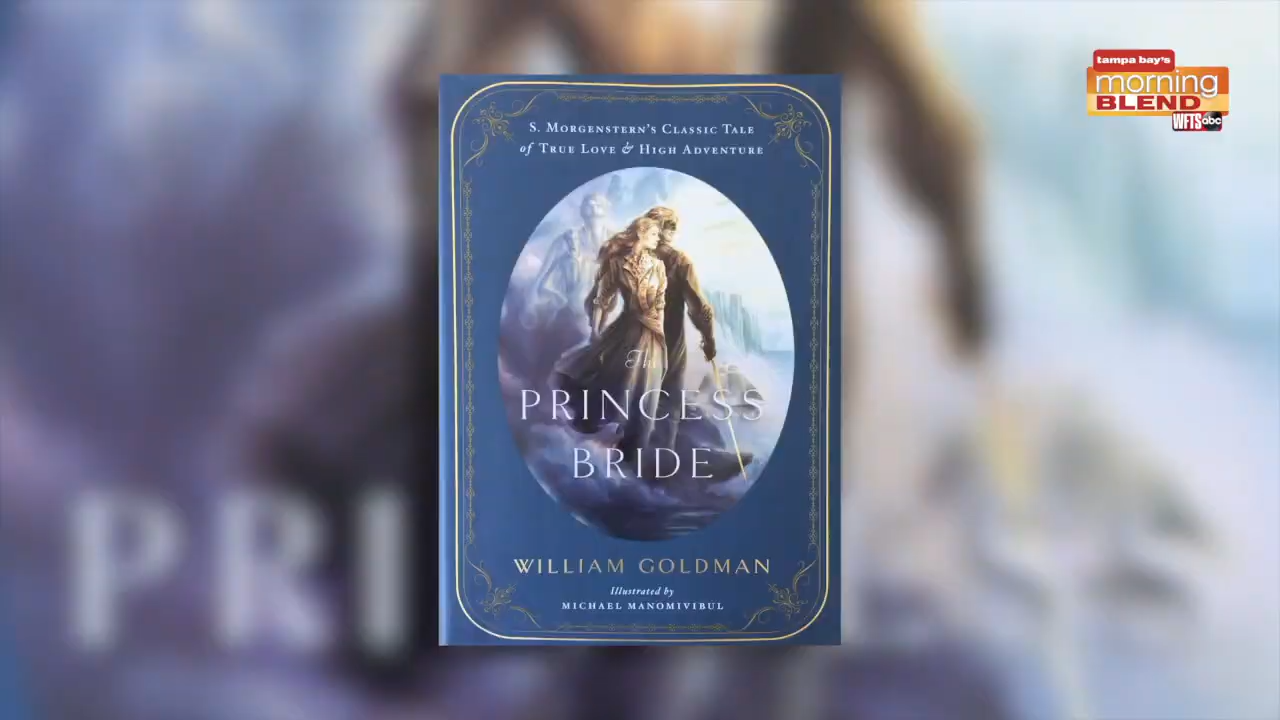 tampa bay's
morning
BLEND
WFTS abc
S. MORGENSTERN'S CLASSIC TALE
of TRUE LOVE & HIGH ADVENTURE
The
PRINCESS
BRIDE
WILLIAM GOLDMAN
Illustrated by
MICHAEL MANOMIVIBUL
PRI